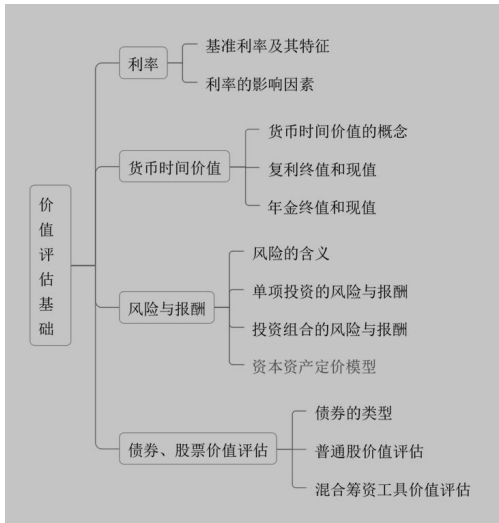 价值评估基础
利率
基准利率及其特征
利率的影响因素
货币时间价值
货币时间价值的概念
复利终值和现值
年金终值和现值
风险与报酬
风险的含义
单项投资的风险与报酬
投资组合的风险与报酬
资本资产定价模型
债券、股票价值评估
债券的类型
普通股价值评估
混合筹资工具价值评估